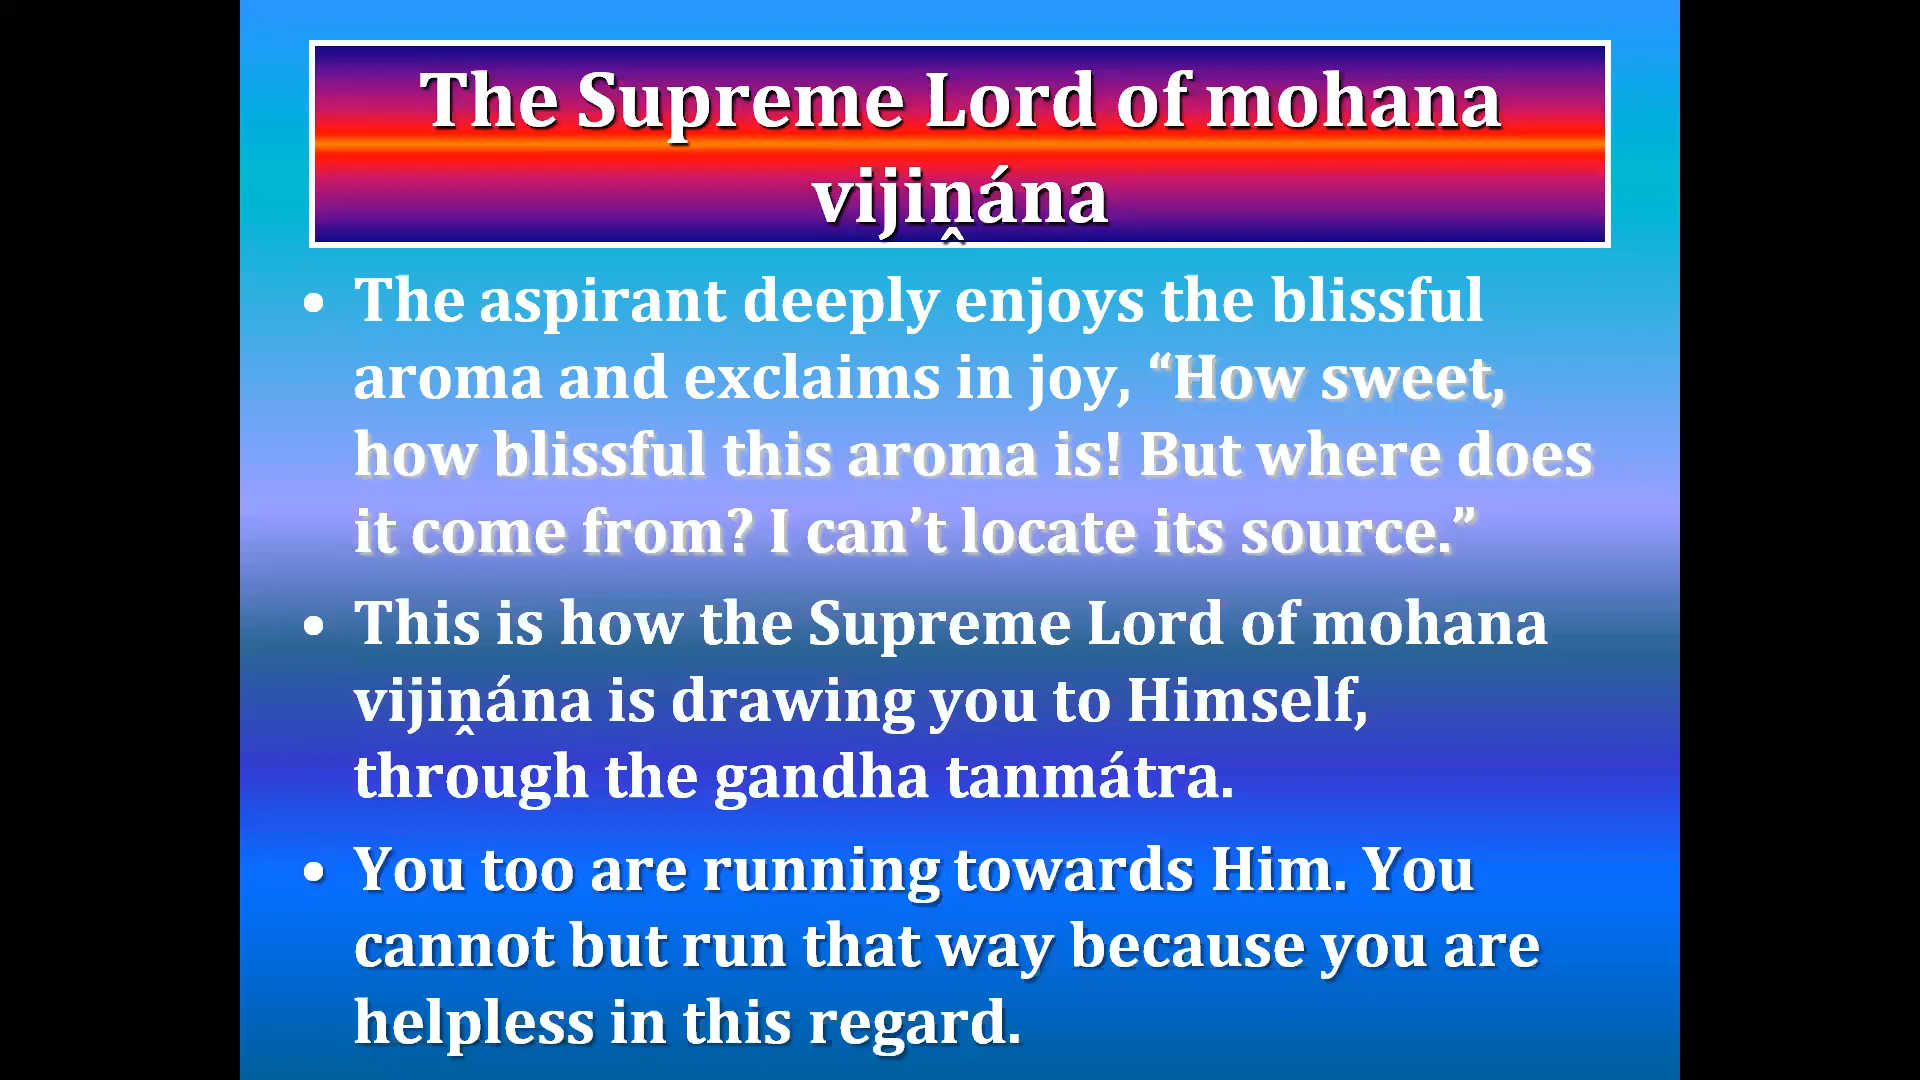 The Supreme Lord of mohana
vijiṋána
• The aspirant deeply enjoys the blissful
aroma and exclaims in joy, “How sweet,
how blissful this aroma is! But where does
it come from? I can’t locate its source.”
• This is how the Supreme Lord of mohana
vijiṋána is drawing you to Himself,
through the gandha tanmátra.
• You too are running towards Him. You
cannot but run that way because you are
helpless in this regard.